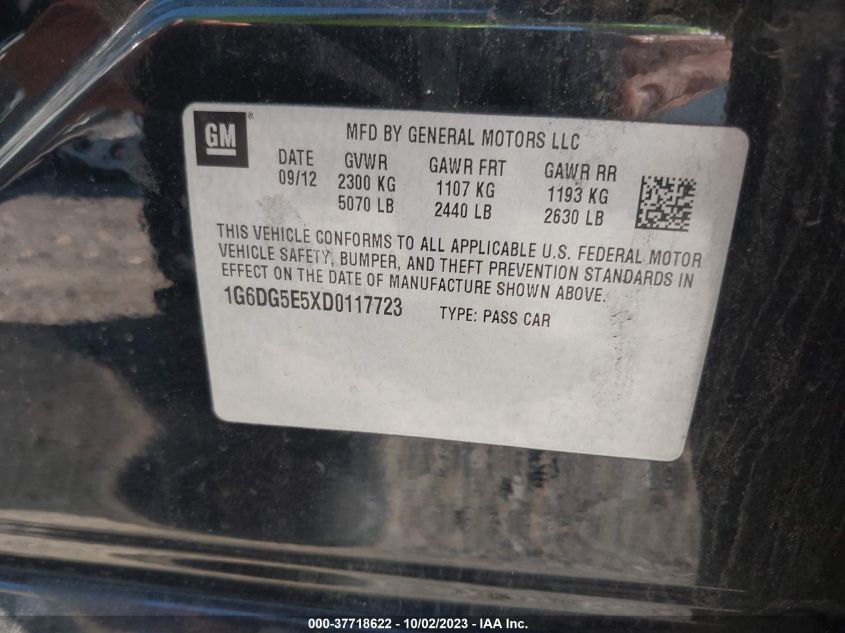 GM®
MFD BY GENERAL MOTORS LLC
DATE GVWR GAWR FRT GAWR RR
09/12 2300 KG 1107 KG 1193 KG
5070 LB 2440 LB 2630 LB
THIS VEHICLE CONFORMS TO ALL APPLICABLE U.S. FEDERAL MOTOR
VEHICLE SAFETY, BUMPER, AND THEFT PREVENTION STANDARDS IN
EFFECT ON THE DATE OF MANUFACTURE SHOWN ABOVE.
1G6DG5E5XD0117723 TYPE: PASS CAR
000-37718622 - 10/02/2023 - IAA Inc.